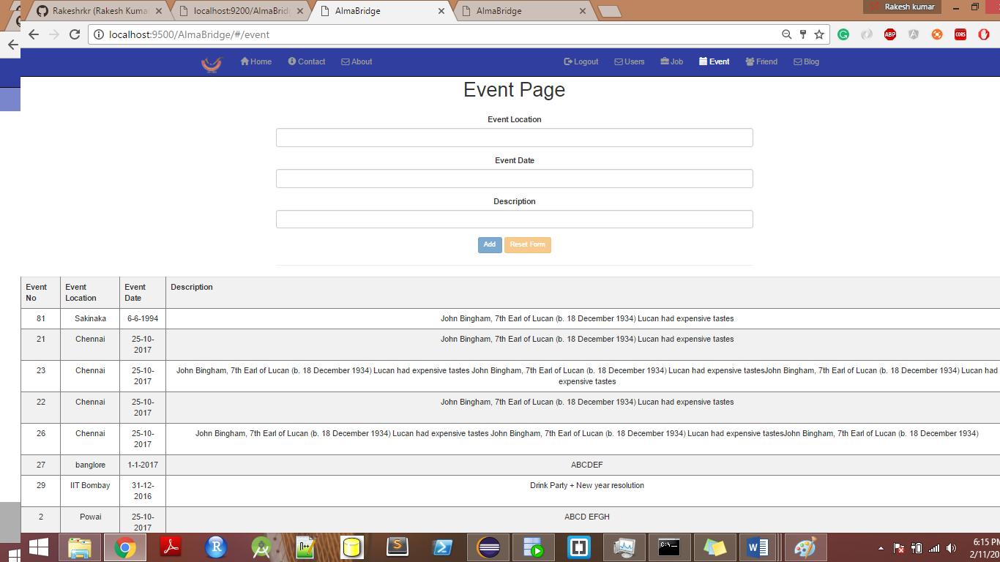 Rakesh kumar
Rakeshrkr (Rakesh Kuma
localhost:9200/AlmaBrid
AlmaBridge
AlmaBridge
localhost:9500/AlmaBridge/#/event
ABP
CORS
Home Contact About Logout Users Job Event Friend Blog
Event Page
Event Location
Event Date
Description
Add Reset Form
Event No Event Location Event Date Description
81 Sakinaka 6-6-1994 John Bingham, 7th Earl of Lucan (b. 18 December 1934) Lucan had expensive tastes
21 Chennai 25-10-2017 John Bingham, 7th Earl of Lucan (b. 18 December 1934) Lucan had expensive tastes
23 Chennai 25-10-2017 John Bingham, 7th Earl of Lucan (b. 18 December 1934) Lucan had expensive tastes John Bingham, 7th Earl of Lucan (b. 18 December 1934) Lucan had expensive tastesJohn Bingham, 7th Earl of Lucan (b. 18 December 1934) Lucan had expensive tastes
22 Chennai 25-10-2017 John Bingham, 7th Earl of Lucan (b. 18 December 1934) Lucan had expensive tastes
26 Chennai 25-10-2017 John Bingham, 7th Earl of Lucan (b. 18 December 1934) Lucan had expensive tastes John Bingham, 7th Earl of Lucan (b. 18 December 1934) Lucan had expensive tastesJohn Bingham, 7th Earl of Lucan (b. 18 December 1934)
27 banglore 1-1-2017 ABCDEF
29 IIT Bombay 31-12-2016 Drink Party + New year resolution
2 Powai 25-10-2017 ABCD EFGH
6:15 PM
2/11/20